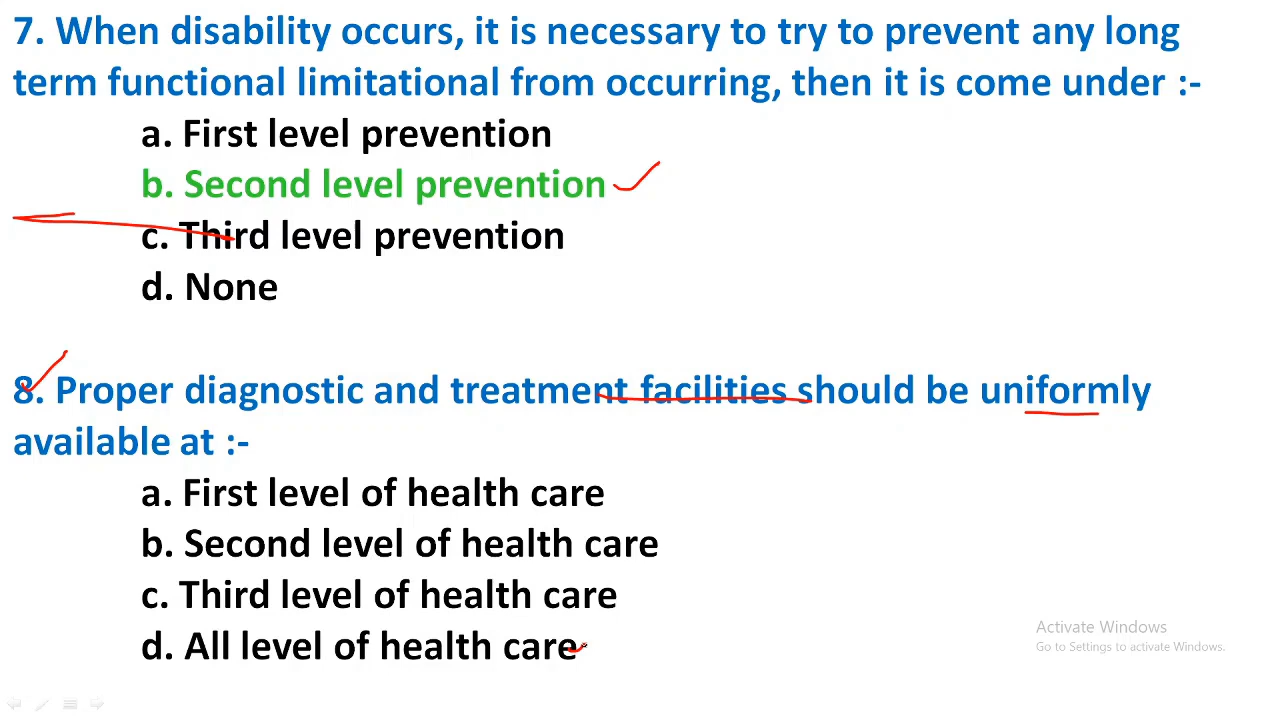 7. When disability occurs, it is necessary to try to prevent any long
term functional limitational from occurring, then it is come under :-
a. First level prevention
b. Second level prevention
c. Third level prevention
d. None
8. Proper diagnostic and treatment facilities should be uniformly
available at :-
a. First level of health care
b. Second level of health care
c. Third level of health care
d. All level of health care
Activate Windows
Go to Settings to activate Windows.